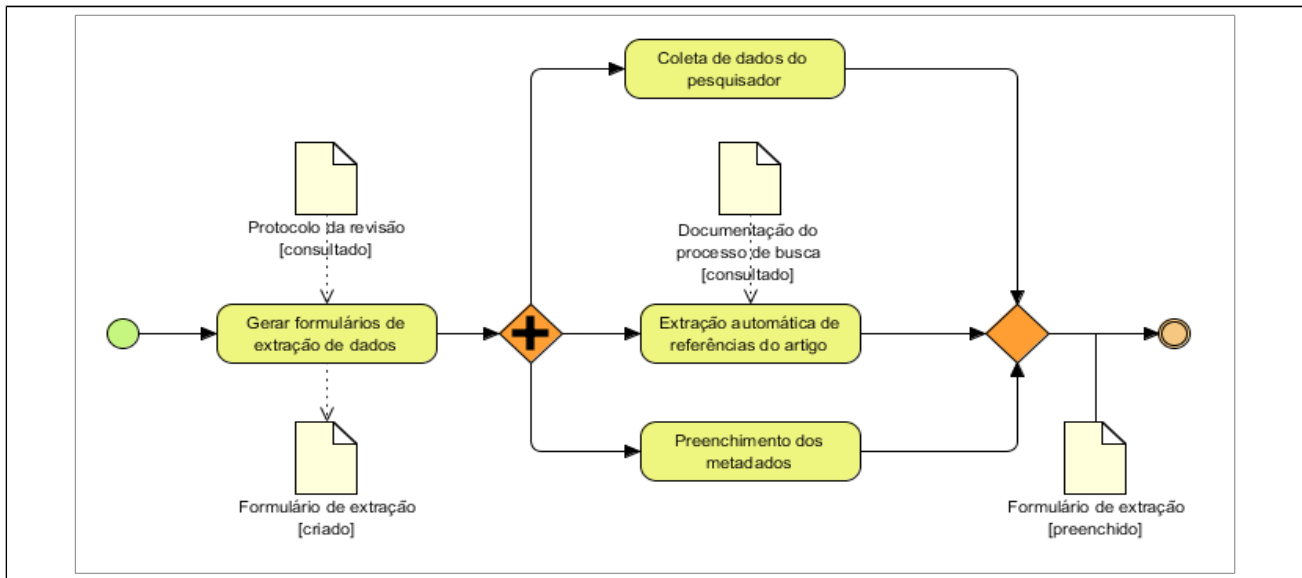 Coleta de dados do
pesquisador
Protocolo da revisão
[consultado]
Documentação do
processo de busca
[consultado]
Gerar formulários de
extração de dados
Extração automática de
referências do artigo
Preenchimento dos
metadados
Formulário de extração
[criado]
Formulário de extração
[preenchido]